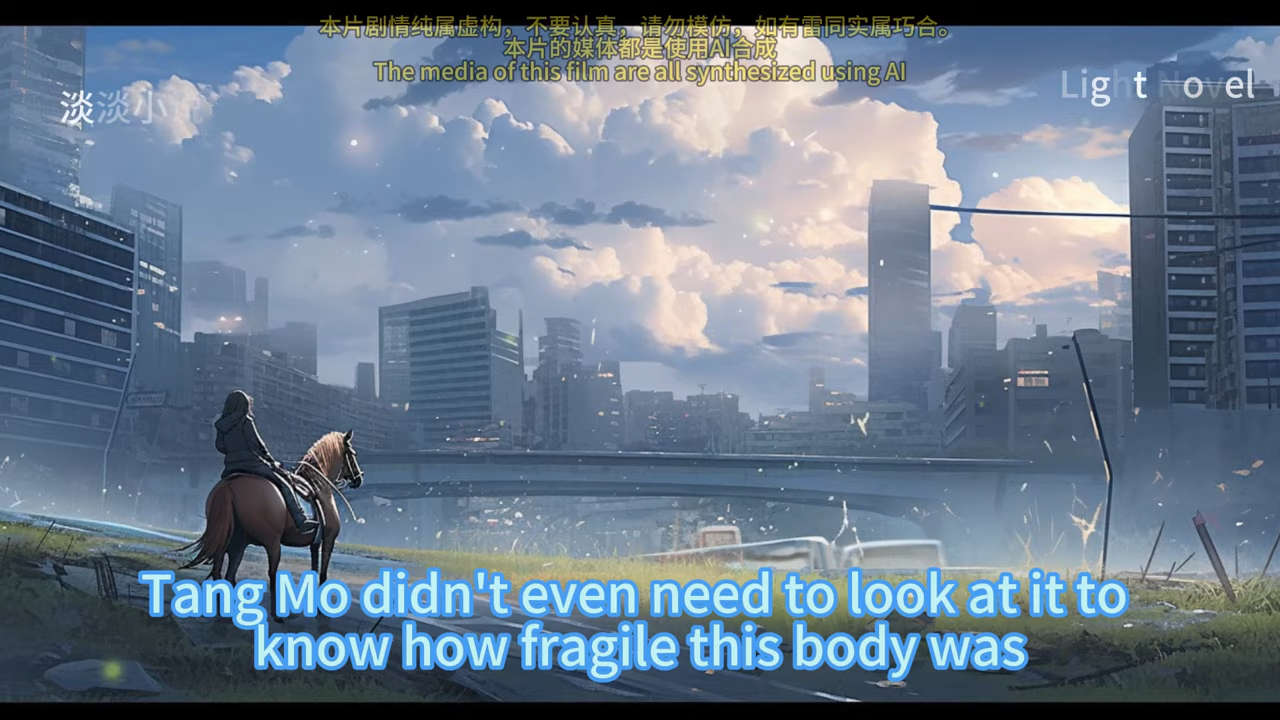 本片剧情纯属虚构，不要认真，请勿模仿，如有雷同实属巧合。
本片的媒体都是使用AI合成
The media of this film are all synthesized using AI
淡淡小
Light Novel
Tang Mo didn't even need to look at it to
know how fragile this body was